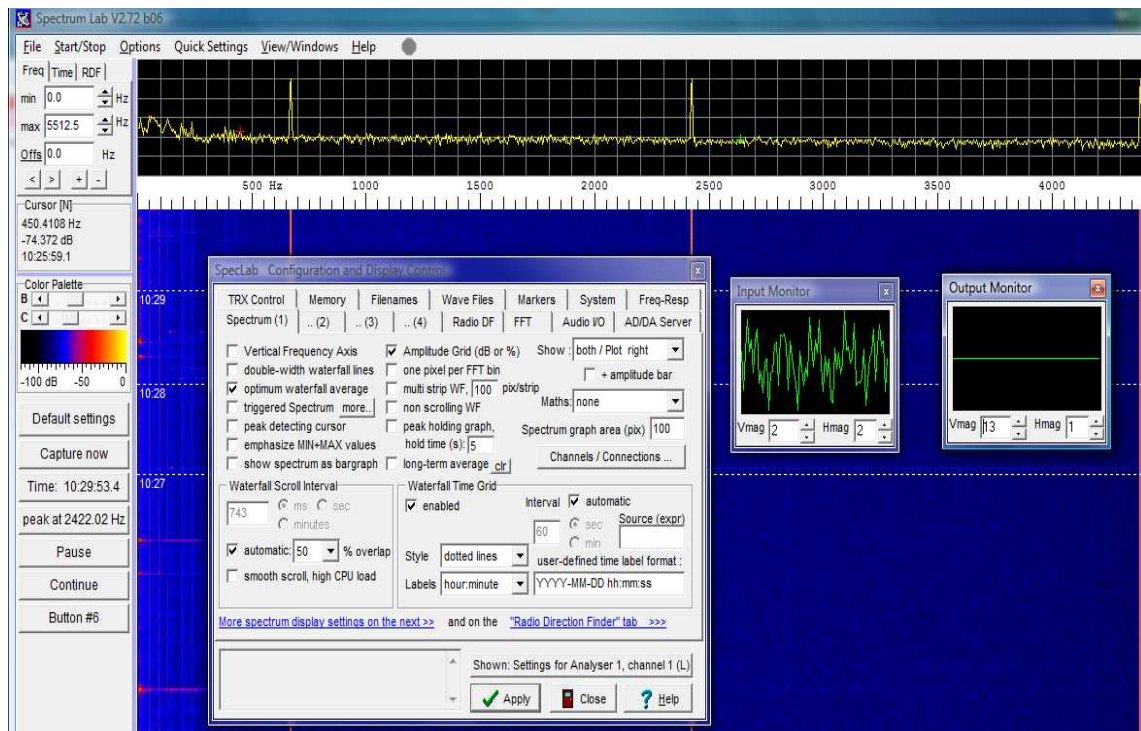 Spectrum Lab V2.72 b06
File Start/Stop Options Quick Settings View/Windows Help
Freq Time RDF
min 0.0 Hz
max 5512.5 Hz
Offs 0.0 Hz
< > + -
500 Hz 1000 1500 2000 2500 3000 3500 4000
Cursor [N]
450.4108 Hz
-74.372 dB
10:25:59.1
Color Palette
B
C
-100 dB -50 0
Default settings
Capture now
Time: 10:29:53.4
peak at 2422.02 Hz
Pause
Continue
Button #6
10:29
10:28
10:27
SpecLab Configuration and Display Control
TRX Control Memory Filenames Wave Files Markers System Freq-Resp
Spectrum (1) .. (2) .. (3) .. (4) Radio DF FFT Audio I/O AD/DA Server
Vertical Frequency Axis Amplitude Grid (dB or %) Show : both / Plot right
double-width waterfall lines one pixel per FFT bin + amplitude bar
optimum waterfall average multi strip WF, 100 pix/strip Maths: none
triggered Spectrum more.. non scrolling WF
peak detecting cursor peak holding graph, Spectrum graph area (pix) 100
emphasize MIN+MAX values hold time (s): 5
show spectrum as bargraph long-term average clr Channels / Connections ...
Waterfall Scroll Interval
743 ms sec
minutes
automatic: 50 % overlap
smooth scroll, high CPU load
Waterfall Time Grid
enabled Interval automatic
60 sec Source (expr)
min
Style dotted lines user-defined time label format :
Labels hour:minute YYYY-MM-DD hh:mm:ss
More spectrum display settings on the next >> and on the "Radio Direction Finder" tab >>>
Shown: Settings for Analyser 1, channel 1 (L)
Apply Close Help
Input Monitor
Vmag 2 Hmag 2
Output Monitor
Vmag 13 Hmag 1